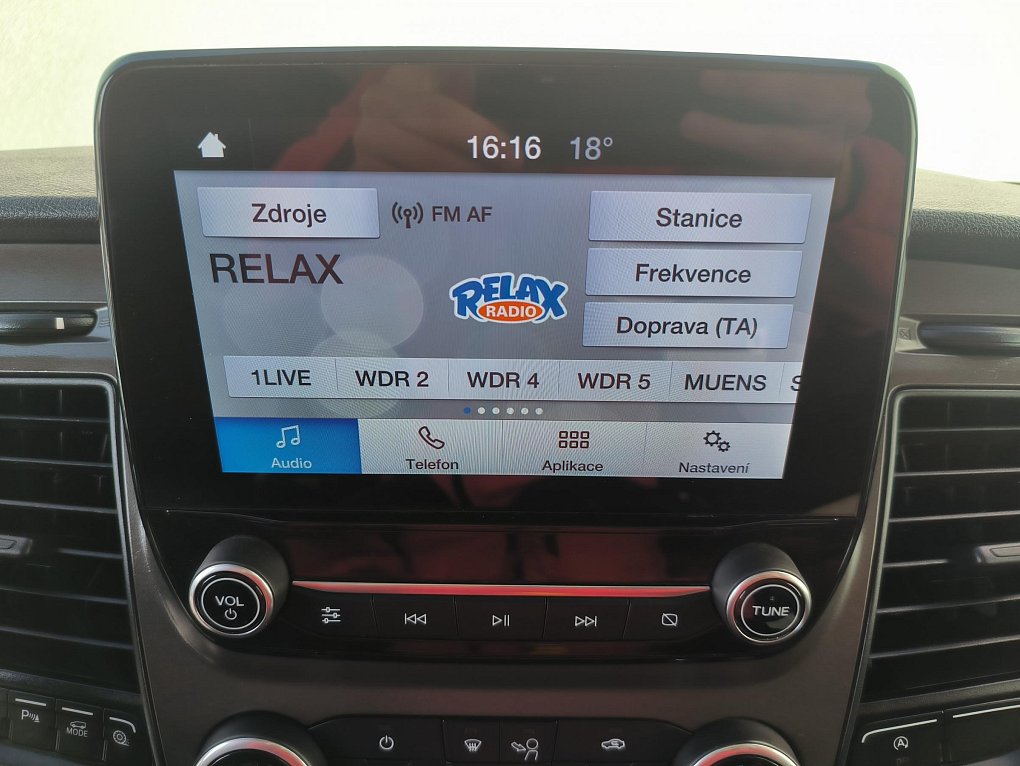 16:16 18°
Zdroje
FM AF
Stanice
RELAX
Frekvence
RELAX
RADIO
Doprava (TA)
1LIVE WDR 2 WDR 4 WDR 5 MUENS S
Audio Telefon Aplikace Nastavení
VOL
TUNE
P
MODE
A